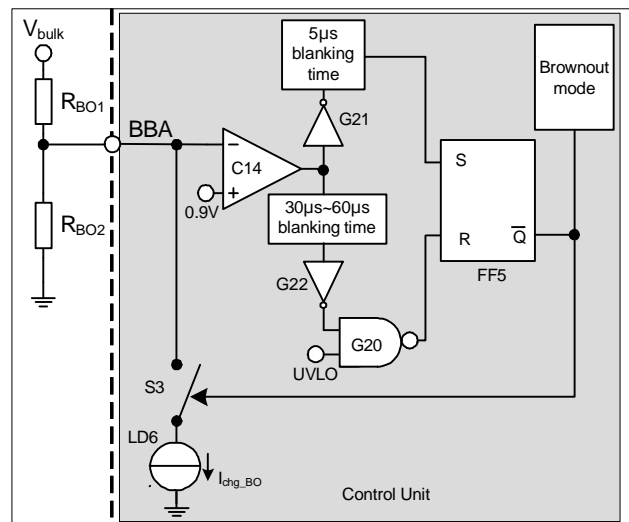 V_bulk
R_BO1
BBA
R_BO2
5µs
blanking
time
G21
Brownout
mode
−
C14
+
0.9V
30µs~60µs
blanking time
S
R
Q̅
FF5
G22
G20
UVLO
S3
LD6
I_chg_BO
Control Unit